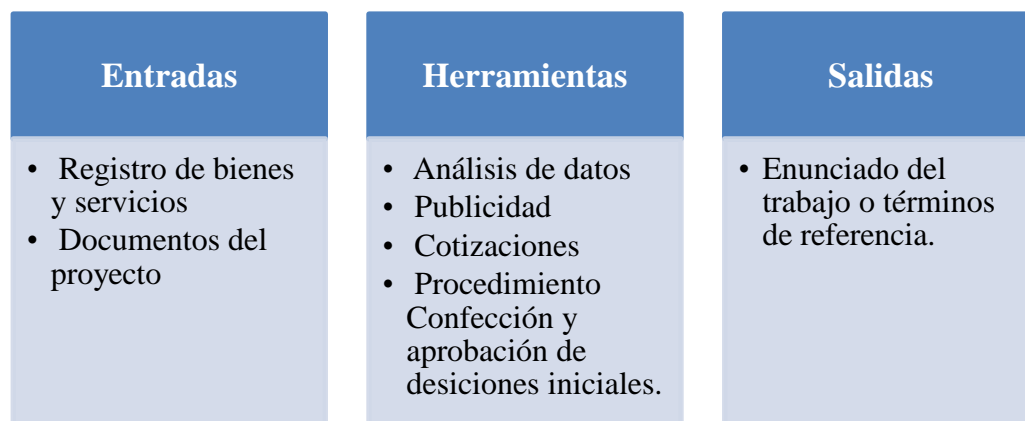 Entradas
• Registro de bienes
y servicios
• Documentos del
proyecto
Herramientas
• Análisis de datos
• Publicidad
• Cotizaciones
• Procedimiento
Confección y
aprobación de
desiciones iniciales.
Salidas
• Enunciado del
trabajo o términos
de referencia.